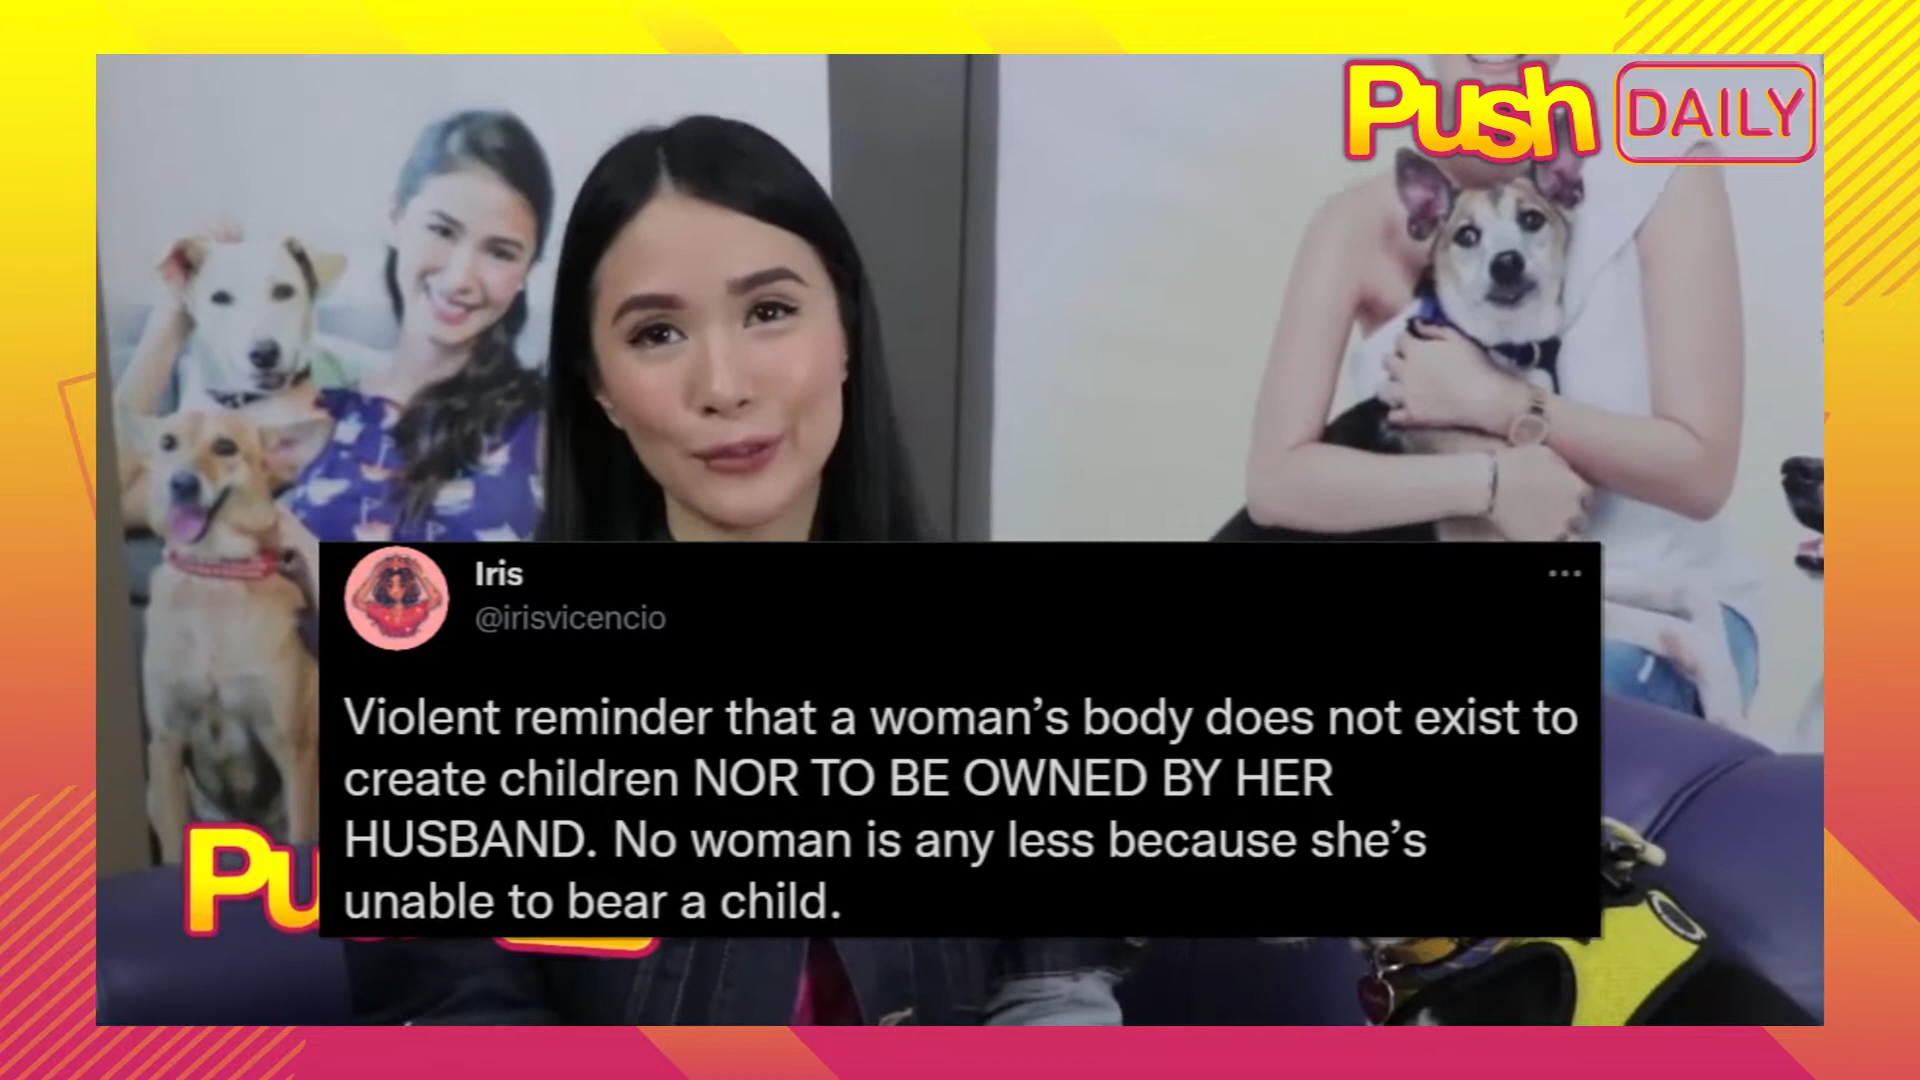 Push DAILY
Iris
@irisvicencio
Violent reminder that a woman’s body does not exist to
create children NOR TO BE OWNED BY HER
HUSBAND. No woman is any less because she’s
unable to bear a child.
Pu